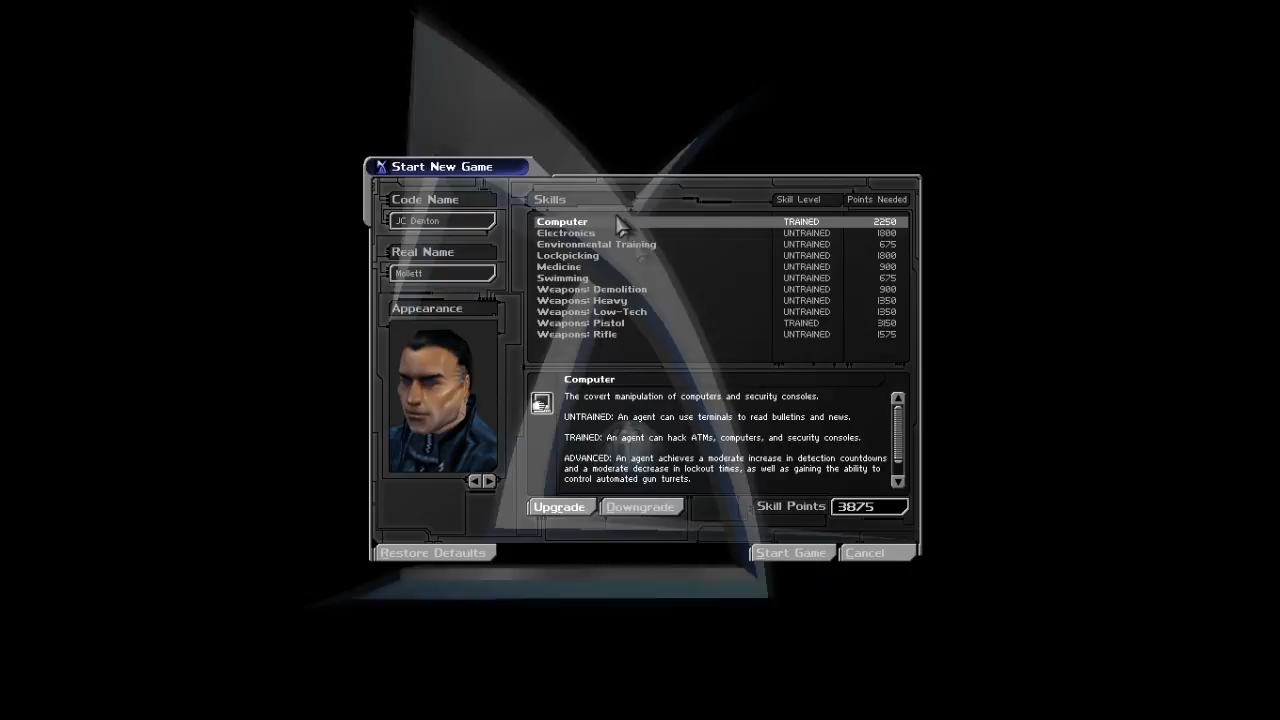 Start New Game
Code Name
JC Denton
Real Name
Mollett
Appearance
Skills Skill Level Points Needed
Computer TRAINED 2250
Electronics UNTRAINED 1800
Environmental Training UNTRAINED 675
Lockpicking UNTRAINED 1800
Medicine UNTRAINED 900
Swimming UNTRAINED 675
Weapons: Demolition UNTRAINED 900
Weapons: Heavy UNTRAINED 1350
Weapons: Low-Tech UNTRAINED 1350
Weapons: Pistol TRAINED 3150
Weapons: Rifle UNTRAINED 1575
Computer
The covert manipulation of computers and security consoles.
UNTRAINED: An agent can use terminals to read bulletins and news.
TRAINED: An agent can hack ATMs, computers, and security consoles.
ADVANCED: An agent achieves a moderate increase in detection countdowns
and a moderate decrease in lockout times, as well as gaining the ability to
control automated gun turrets.
Upgrade Downgrade Skill Points 3875
Restore Defaults Start Game Cancel